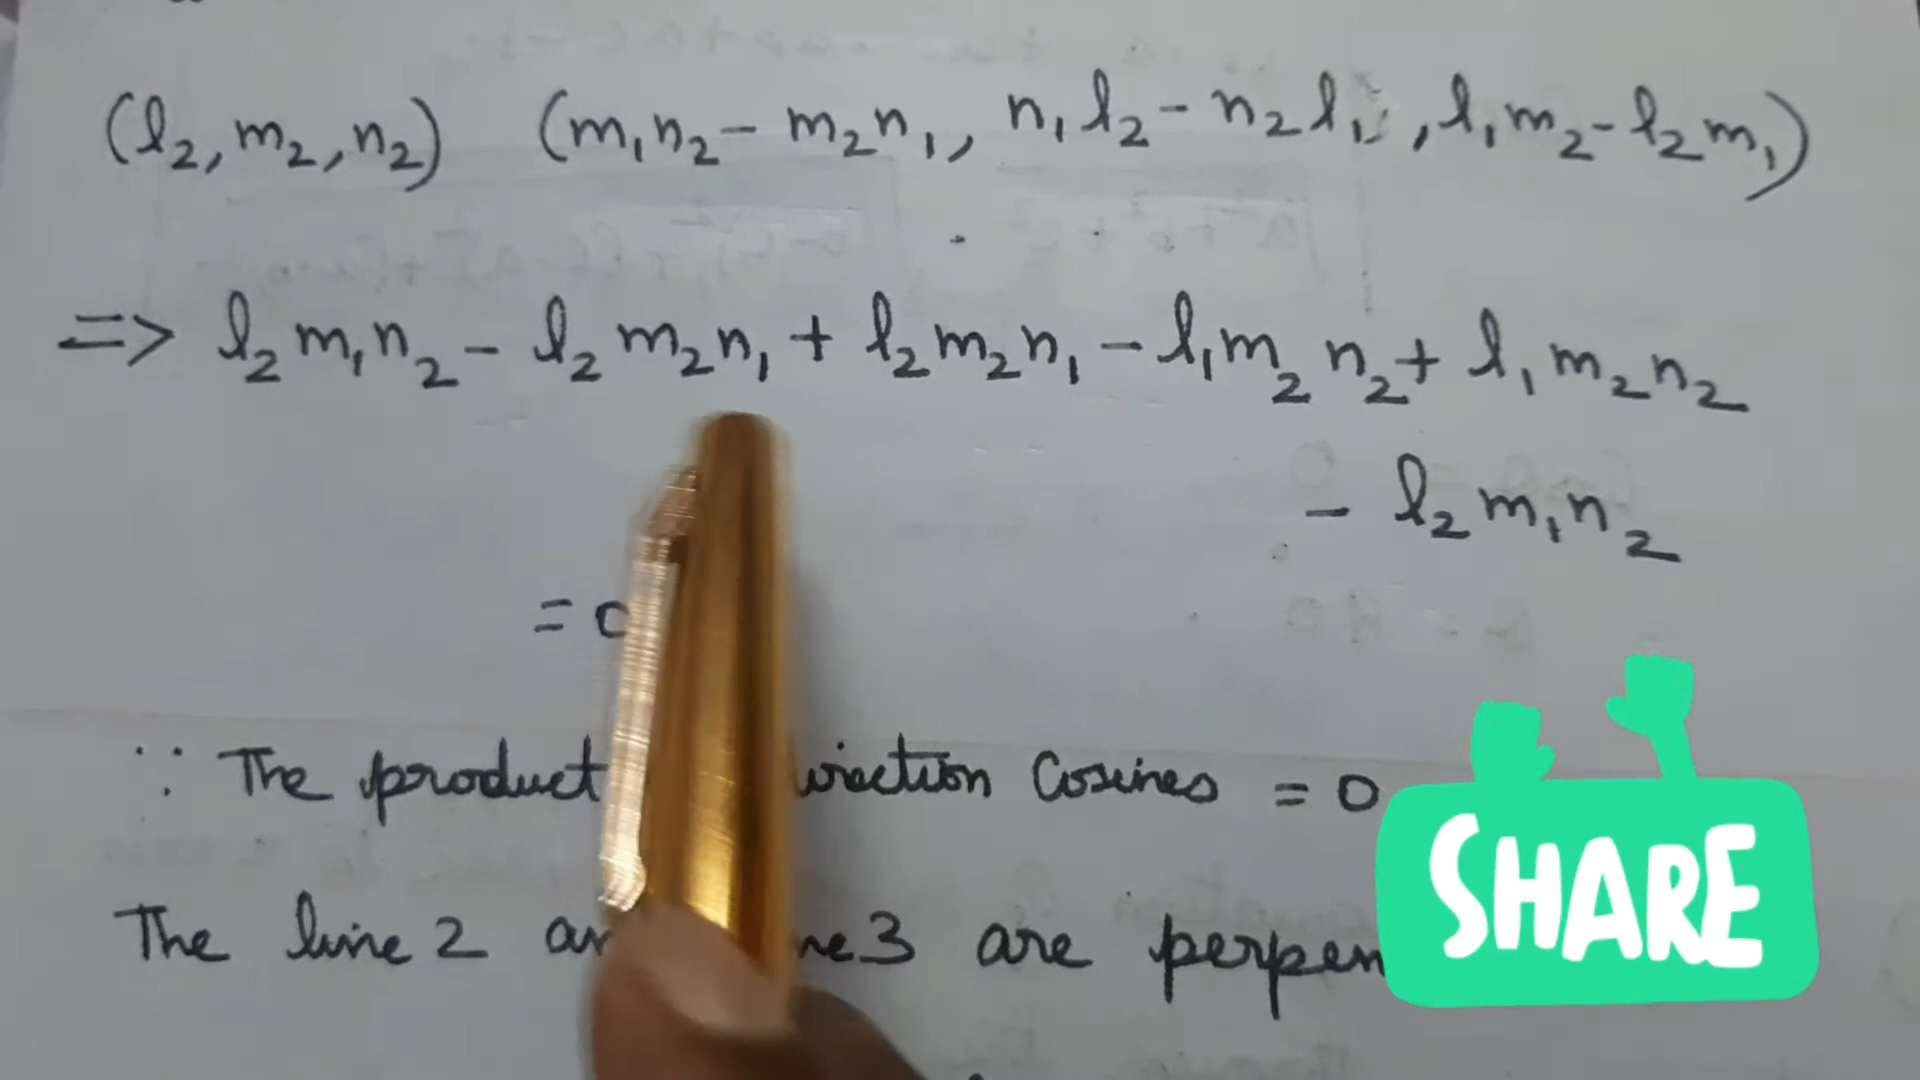 (l₂, m₂, n₂) (m₁n₂ - m₂n₁, n₁l₂ - n₂l₁, l₁m₂ - l₂m₁)
=> l₂m₁n₂ - l₂m₂n₁ + l₂m₂n₁ - l₁m₂n₂ + l₁m₂n₂
- l₂m₁n₂
= 0
∵ The product Cosines = 0
The line 2 3 are
SHARE